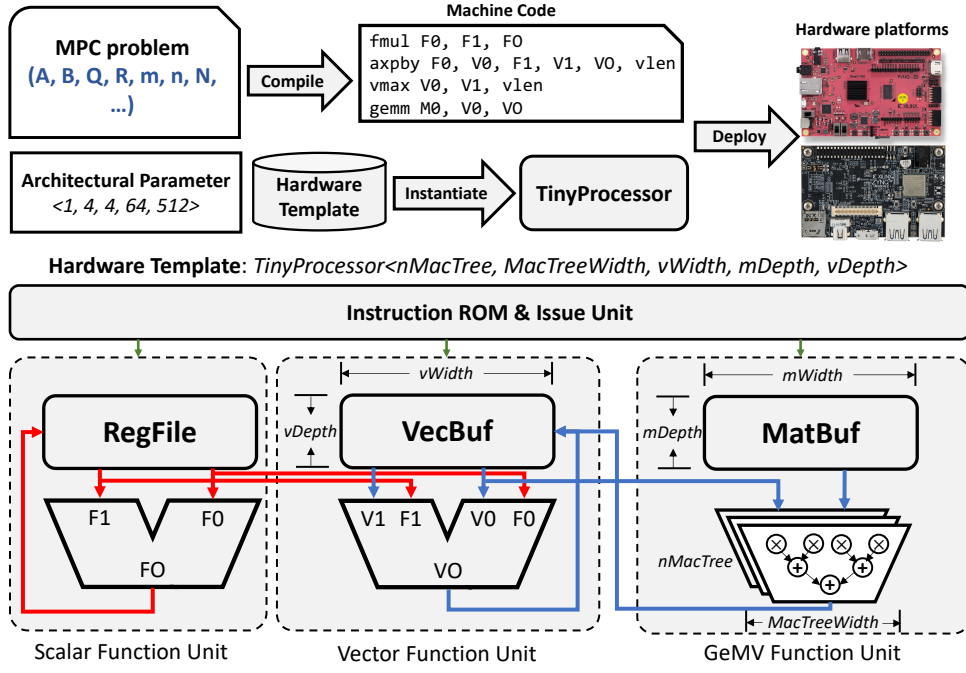 Machine Code
Hardware platforms
MPC problem
(A, B, Q, R, m, n, N,
...)
Compile
fmul F0, F1, FO
axpby F0, V0, F1, V1, VO, vlen
vmax V0, V1, vlen
gemm M0, V0, VO
Deploy
Architectural Parameter
<1, 4, 4, 64, 512>
Hardware
Template
Instantiate
TinyProcessor
Hardware Template: TinyProcessor<nMacTree, MacTreeWidth, vWidth, mDepth, vDepth>
Instruction ROM & Issue Unit
vWidth
mWidth
RegFile
vDepth
VecBuf
mDepth
MatBuf
F1
F0
V1
F1
V0
F0
FO
VO
nMacTree
MacTreeWidth
Scalar Function Unit
Vector Function Unit
GeMV Function Unit